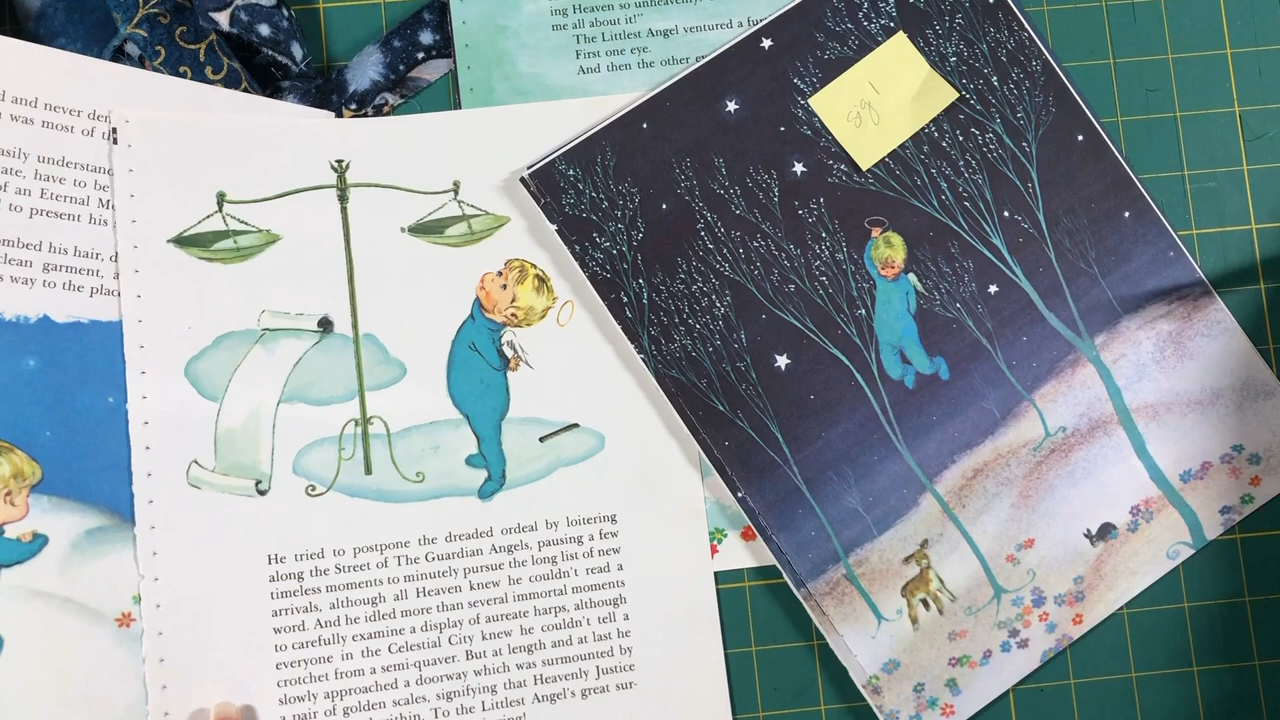 ing Heaven so unheavenly!
me all about it!"
The Littlest Angel ventured a
First one eye.
And then the other
Sig 1
d and never den
was most of
easily understand
ate, have to be
of an Eternal
to present his
ombed his hair,
clean garment,
s way to the place
He tried to postpone the dreaded ordeal by loitering
along the Street of The Guardian Angels, pausing a few
timeless moments to minutely pursue the long list of new
arrivals, although all Heaven knew he couldn't read a
word. And he idled more than several immortal moments
to carefully examine a display of aureate harps, although
everyone in the Celestial City knew he couldn't tell a
crotchet from a semi-quaver. But at length and at last he
slowly approached a doorway which was surmounted by
a pair of golden scales, signifying that Heavenly Justice
within. To the Littlest Angel's great sur-